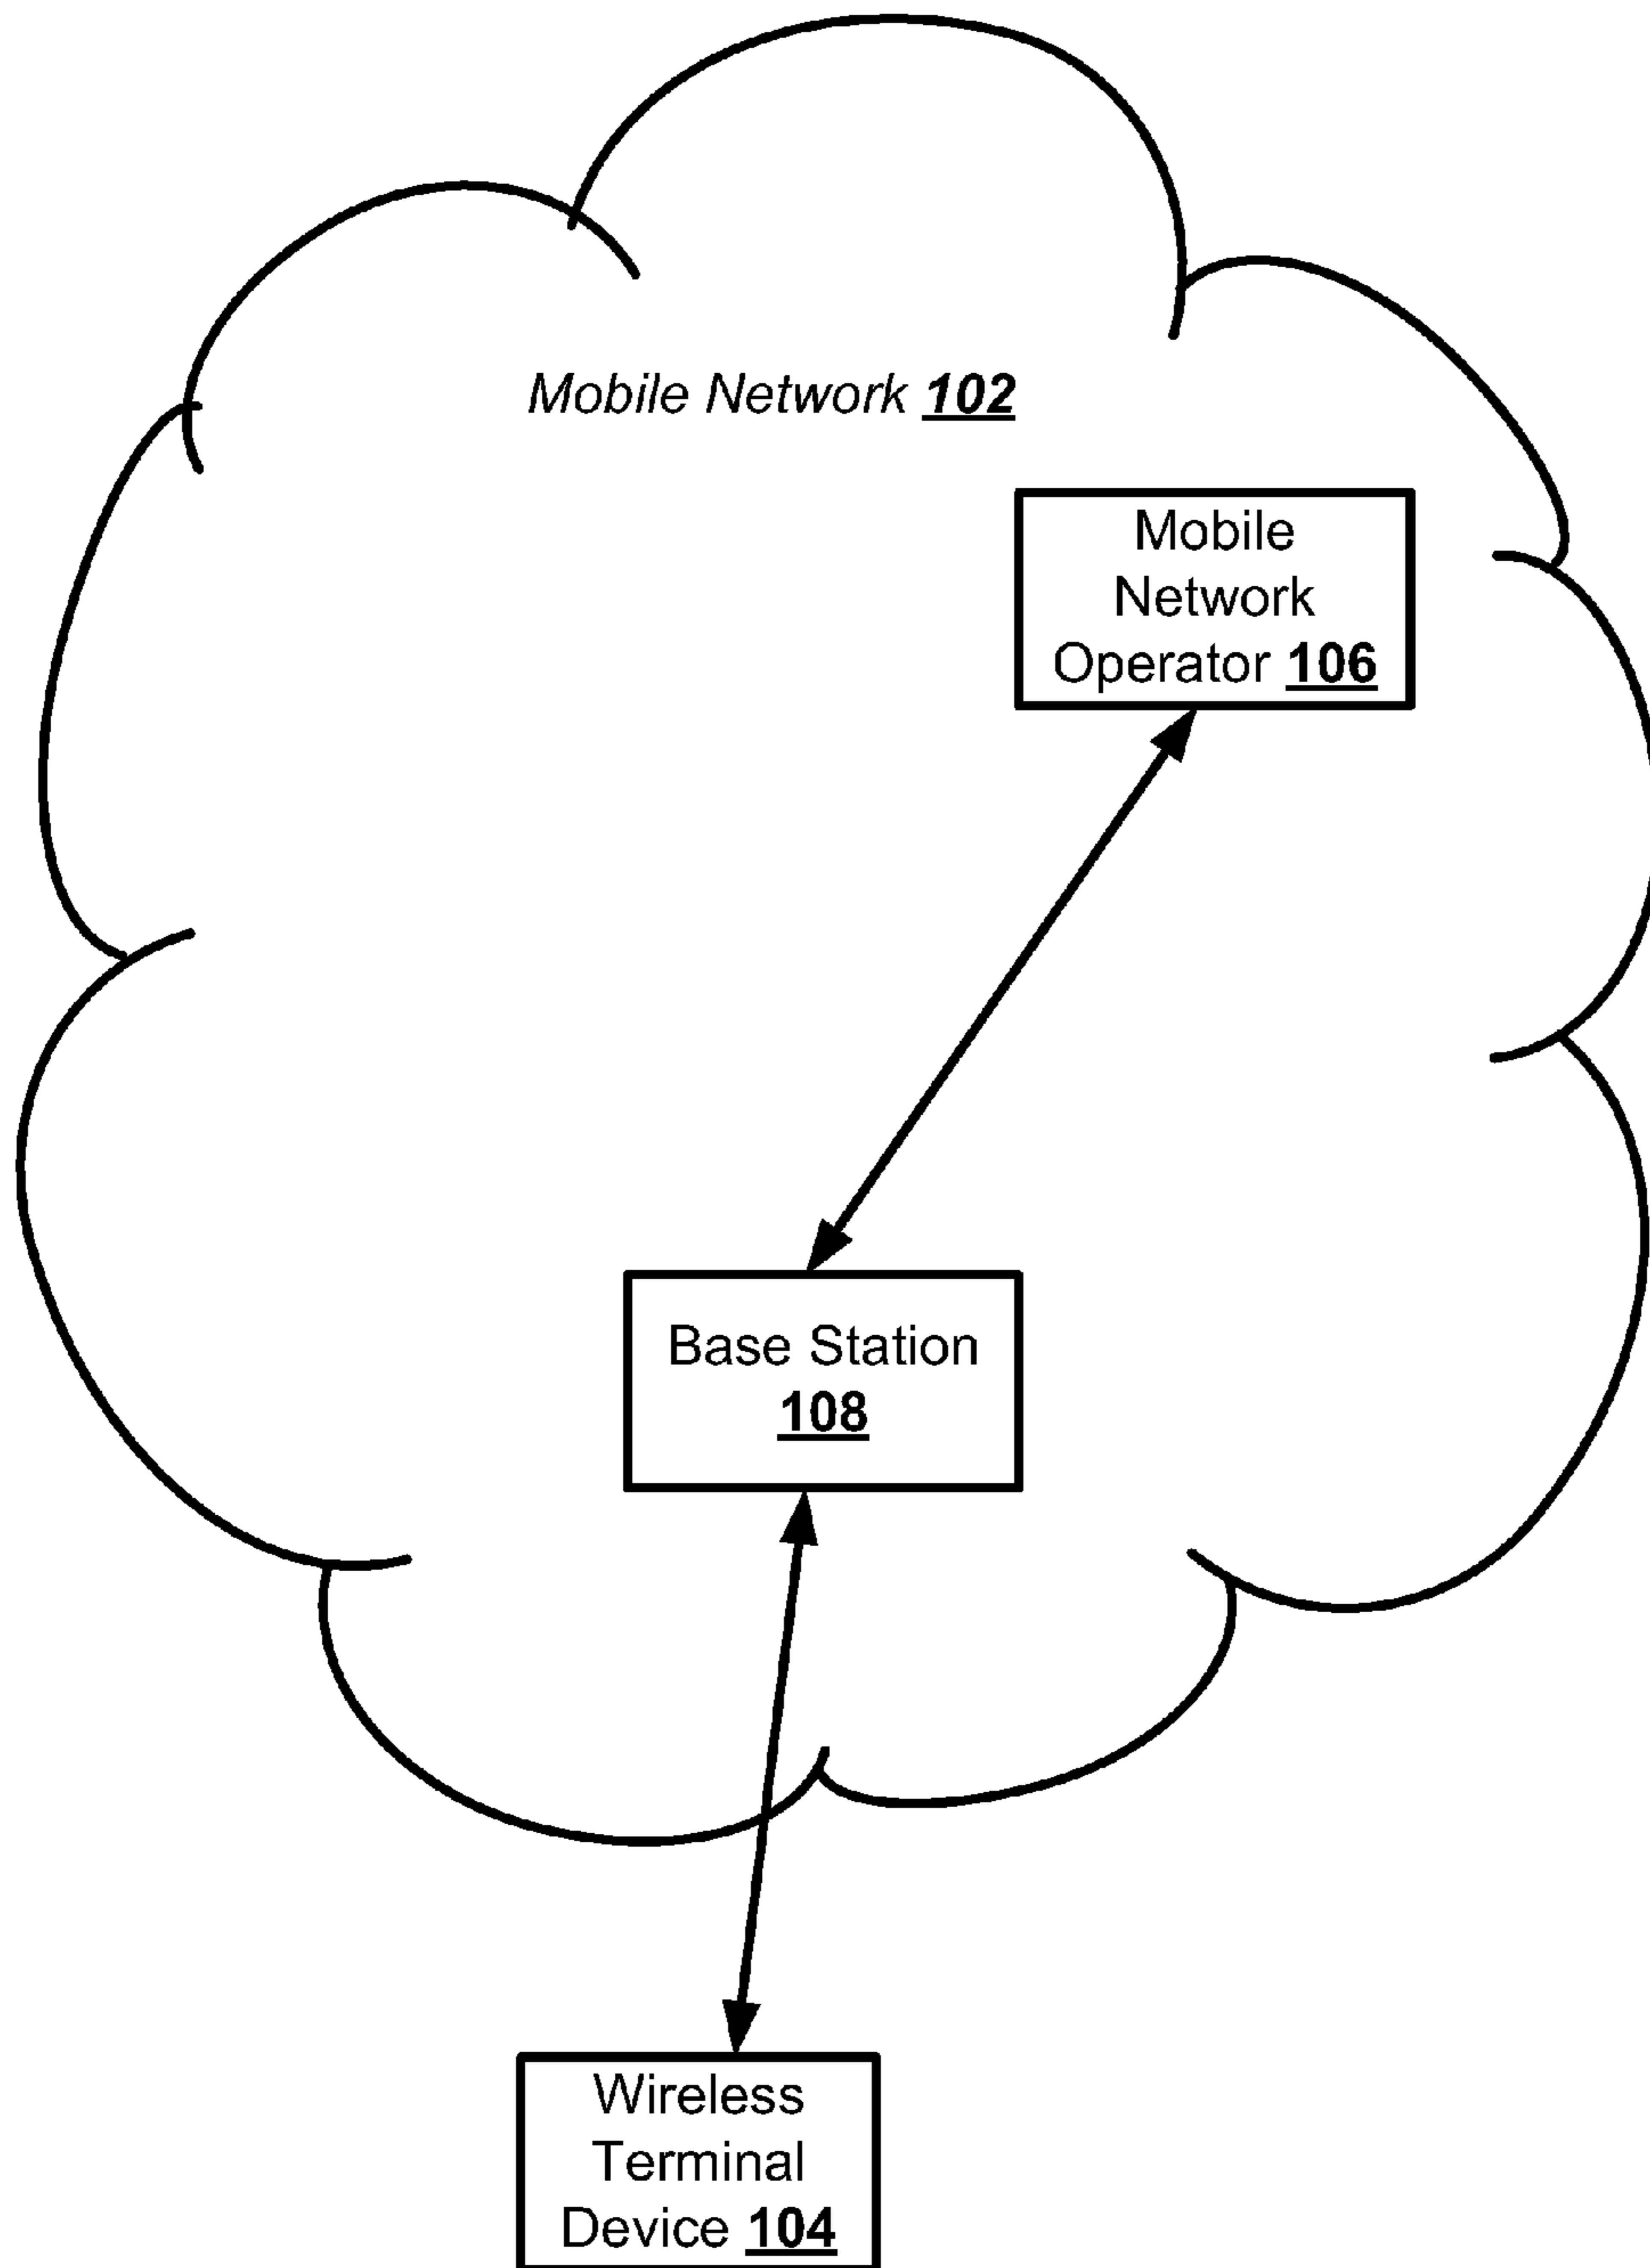 Mobile Network 102
Mobile
Network
Operator 106
Base Station
108
Wireless
Terminal
Device 104